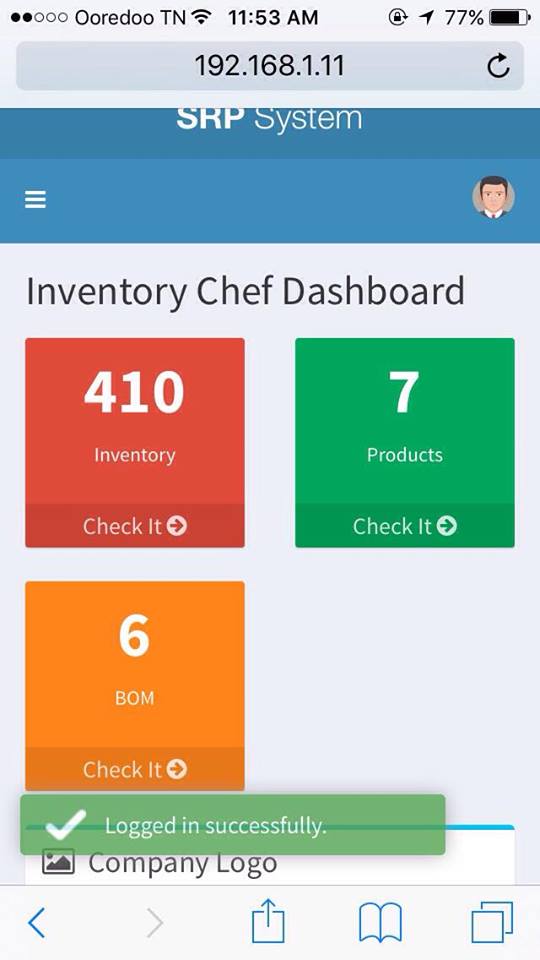 Ooredoo TN 11:53 AM 77%
192.168.1.11
SRP System
Inventory Chef Dashboard
410
Inventory
Check It
7
Products
Check It
6
BOM
Check It
Logged in successfully.
Company Logo